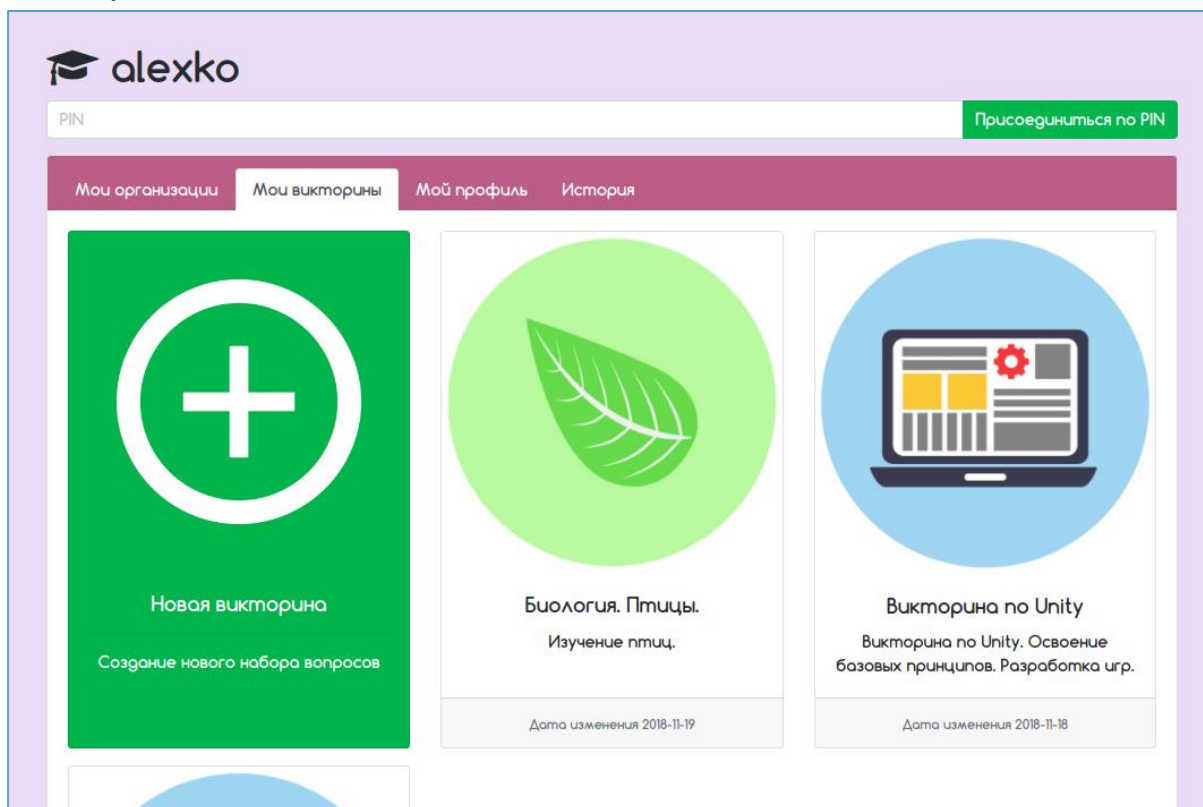 alexko
PIN
Присоединиться по PIN
Мои организации
Мои викторины
Мой профиль
История
Новая викторина
Создание нового набора вопросов
Биология. Птицы.
Изучение птиц.
Дата изменения 2018-11-19
Викторина по Unity
Викторина по Unity. Освоение
базовых принципов. Разработка игр.
Дата изменения 2018-11-18